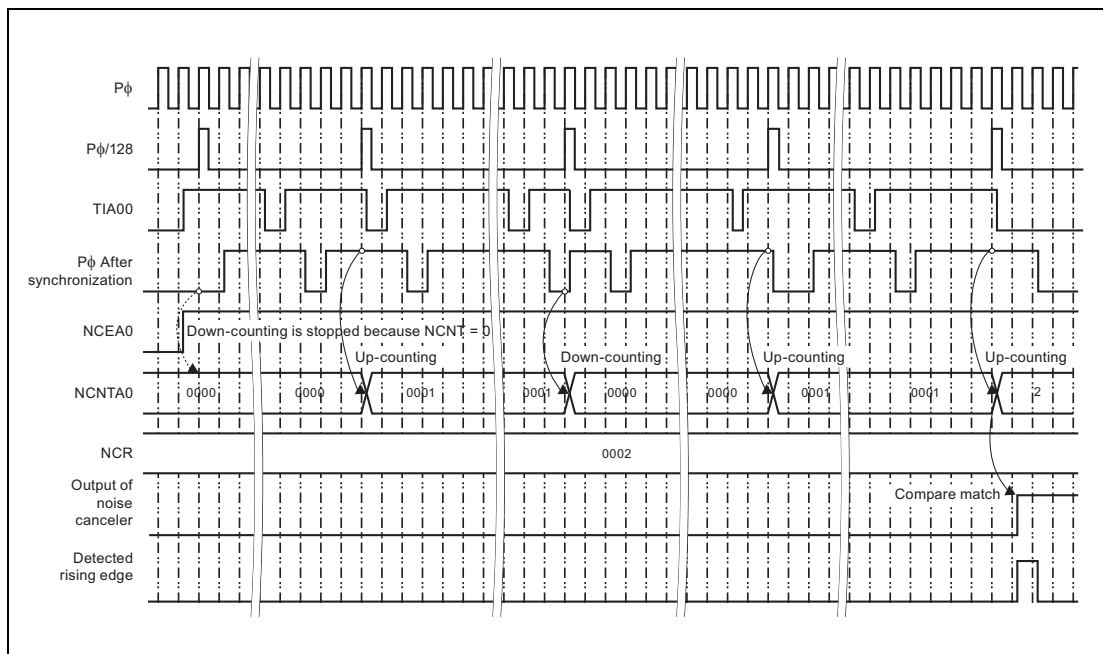 Pϕ
Pϕ/128
TIA00
Pϕ After
synchronization
NCEA0
Down-counting is stopped because NCNT = 0
Up-counting
Down-counting
Up-counting
Up-counting
NCNTA0
0000
0000
0001
0001
0000
0000
0001
0001
2
NCR
0002
Output of
noise
canceler
Compare match
Detected
rising edge